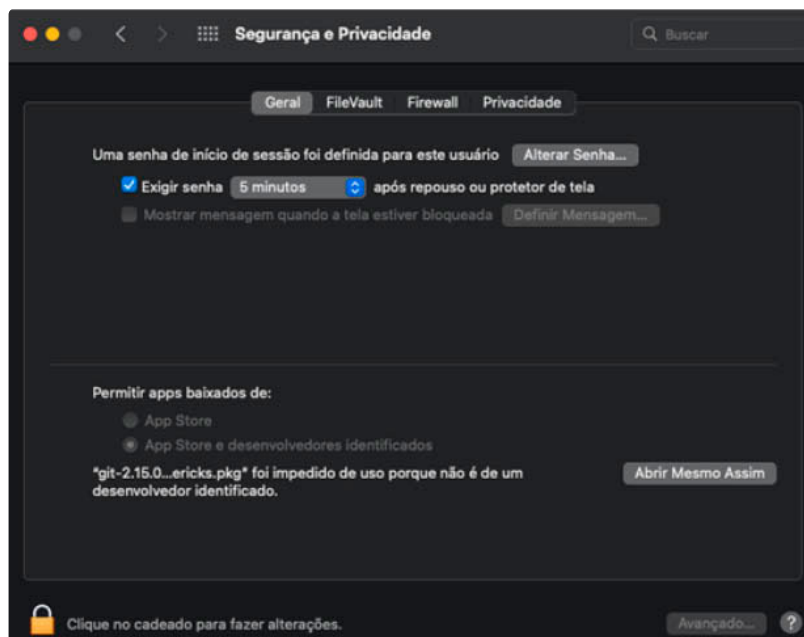 Segurança e Privacidade
Buscar
Geral FileVault Firewall Privacidade
Uma senha de início de sessão foi definida para este usuário Alterar Senha...
Exigir senha 5 minutos após repouso ou protetor de tela
Mostrar mensagem quando a tela estiver bloqueada Definir Mensagem...
Permitir apps baixados de:
App Store
App Store e desenvolvedores identificados
"git-2.15.0...ericks.pkg" foi impedido de uso porque não é de um
desenvolvedor identificado.
Abrir Mesmo Assim
Clique no cadeado para fazer alterações.
Avançado... ?